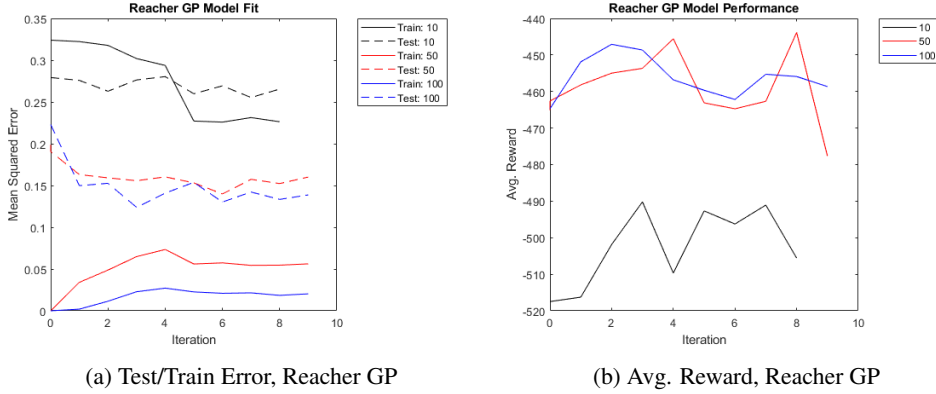 Reacher GP Model Fit
0.35
0.3
0.25
0.2
0.15
0.1
0.05
0
Mean Squared Error
0 2 4 6 8 10
Iteration
Train: 10
Test: 10
Train: 50
Test: 50
Train: 100
Test: 100
(a) Test/Train Error, Reacher GP
Reacher GP Model Performance
-440
-450
-460
-470
-480
-490
-500
-510
-520
Avg. Reward
0 2 4 6 8 10
Iteration
10
50
100
(b) Avg. Reward, Reacher GP